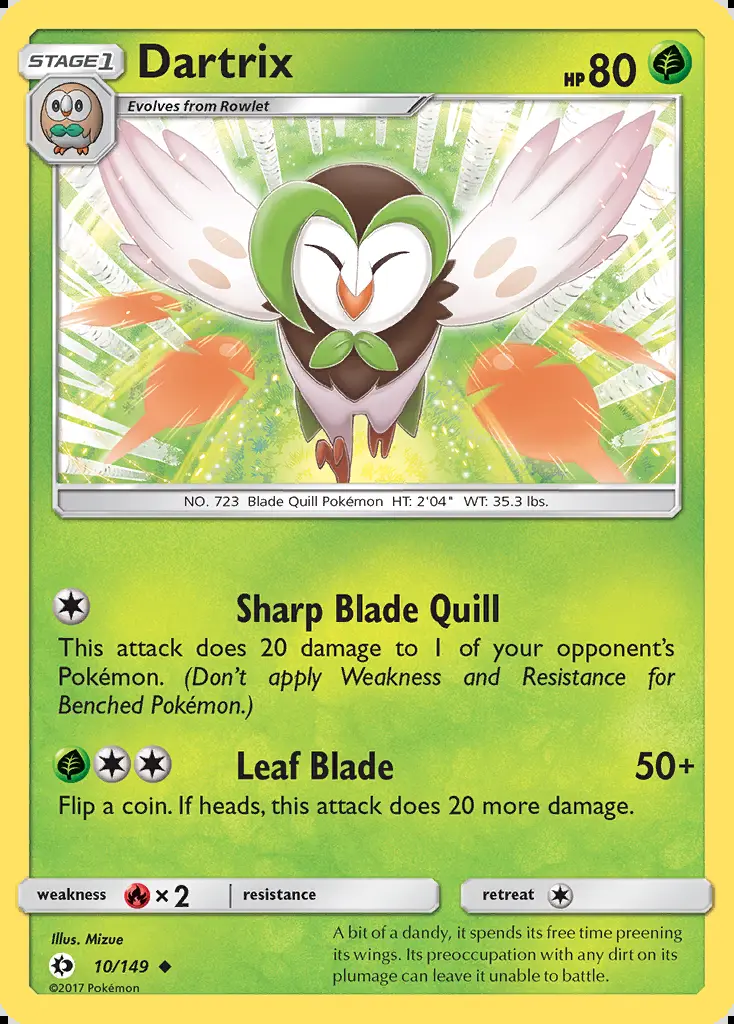 STAGE1
Dartrix
HP80
Evolves from Rowlet
NO. 723 Blade Quill Pokémon HT: 2'04" WT: 35.3 lbs.
Sharp Blade Quill
This attack does 20 damage to 1 of your opponent's
Pokémon. (Don't apply Weakness and Resistance for
Benched Pokémon.)
Leaf Blade 50+
Flip a coin. If heads, this attack does 20 more damage.
weakness ×2 resistance retreat
Illus. Mizue
10/149
©2017 Pokémon
A bit of a dandy, it spends its free time preening
its wings. Its preoccupation with any dirt on its
plumage can leave it unable to battle.